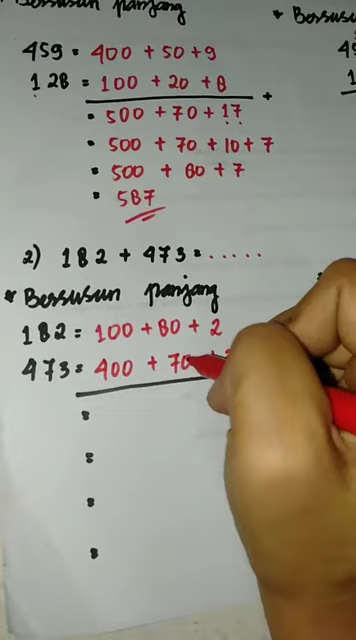 Bersusun panjang
* Bersusun
459 = 400 + 50 + 9
128 = 100 + 20 + 8
+
= 500 + 70 + 17
= 500 + 70 + 10 + 7
= 500 + 80 + 7
= 587
2) 182 + 473 = .....
* Bersusun panjang
182 = 100 + 80 + 2
473 = 400 + 70 +
=
=
=
=